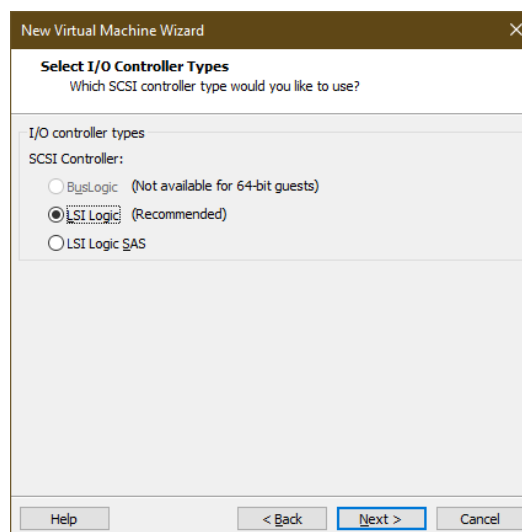 New Virtual Machine Wizard
Select I/O Controller Types
Which SCSI controller type would you like to use?
I/O controller types
SCSI Controller:
BusLogic (Not available for 64-bit guests)
LSI Logic (Recommended)
LSI Logic SAS
Help < Back Next > Cancel